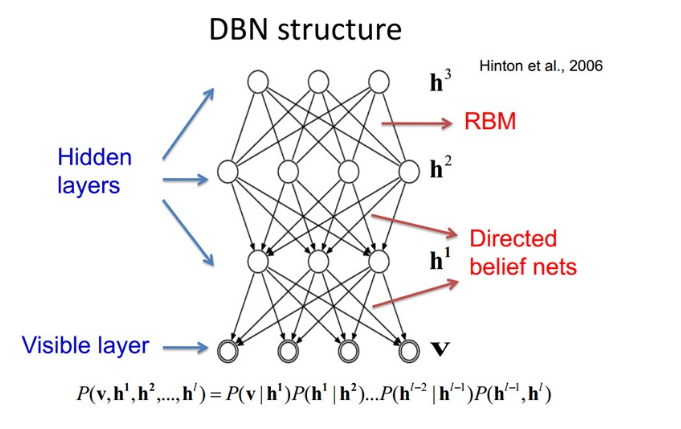 DBN structure
Hinton et al., 2006
h³
RBM
Hidden
layers
h²
Directed
belief nets
h¹
Visible layer
v
P(v,h¹,h²,...,hˡ) = P(v|h¹)P(h¹|h²)...P(hˡ⁻²|hˡ⁻¹)P(hˡ⁻¹,hˡ)